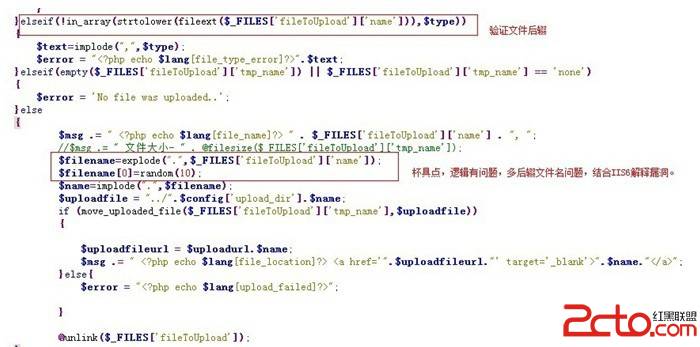 }
}elseif(!in_array(strtolower(fileext($_FILES['fileToUpload']['name'])),$type))
验证文件后辍
{
$text=implode(",",$type);
$error = "<?php echo $lang[file_type_error]?>".$text;
}elseif(empty($_FILES['fileToUpload']['tmp_name']) || $_FILES['fileToUpload']['tmp_name'] == 'none')
{
$error = 'No file was uploaded..';
}else
{
$msg .= " <?php echo $lang[file_name]?> " . $_FILES['fileToUpload']['name'] . ", ";
//$msg .= " 文件大小- " . @filesize($_FILES['fileToUpload']['tmp_name']);
$filename=explode(".",$_FILES['fileToUpload']['name']);
$filename[0]=random(10);
杯具点，逻辑有问题，多后辍文件名问题，结合IIS6解释漏洞。
$name=implode(".",$filename);
$uploadfile = "../".$config['upload_dir'].$name;
if (move_uploaded_file($_FILES['fileToUpload']['tmp_name'],$uploadfile))
{
$uploadfileurl = $uploadurl.$name;
$msg .= " <?php echo $lang[file_location]?> <a href='".$uploadfileurl."' target='_blank'>".$name."</a>";
}else{
$error = "<?php echo $lang[upload_failed]?>";
}
@unlink($_FILES['fileToUpload']);
2cto
红黑联盟
.com